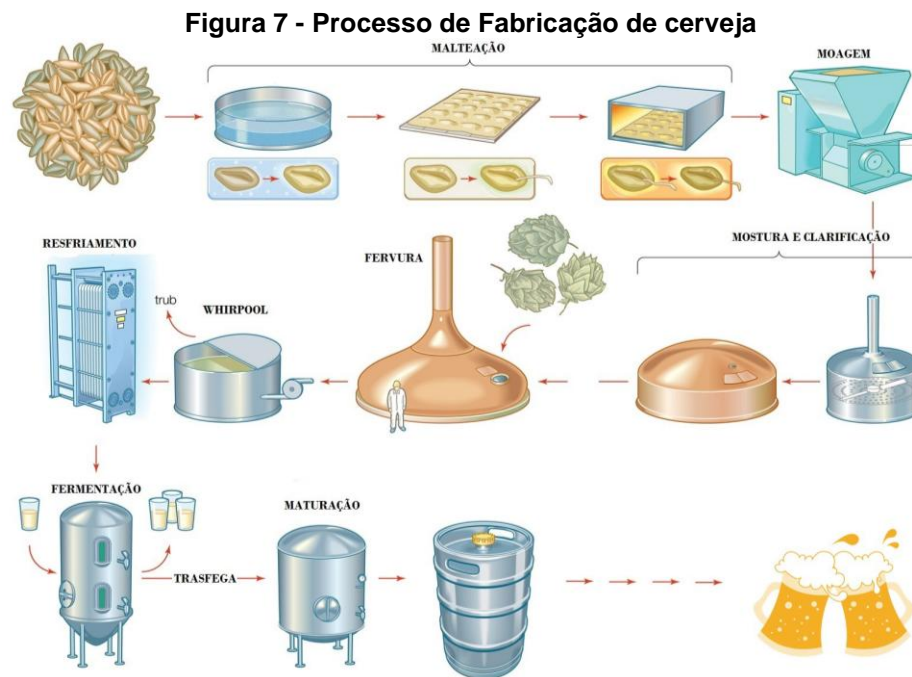 Figura 7 - Processo de Fabricação de cerveja
MALTEAÇÃO
MOAGEM
MOSTURA E CLARIFICAÇÃO
FERVURA
RESFRIAMENTO
trub
WHIRPOOL
FERMENTAÇÃO
TRASFEGA
MATURAÇÃO